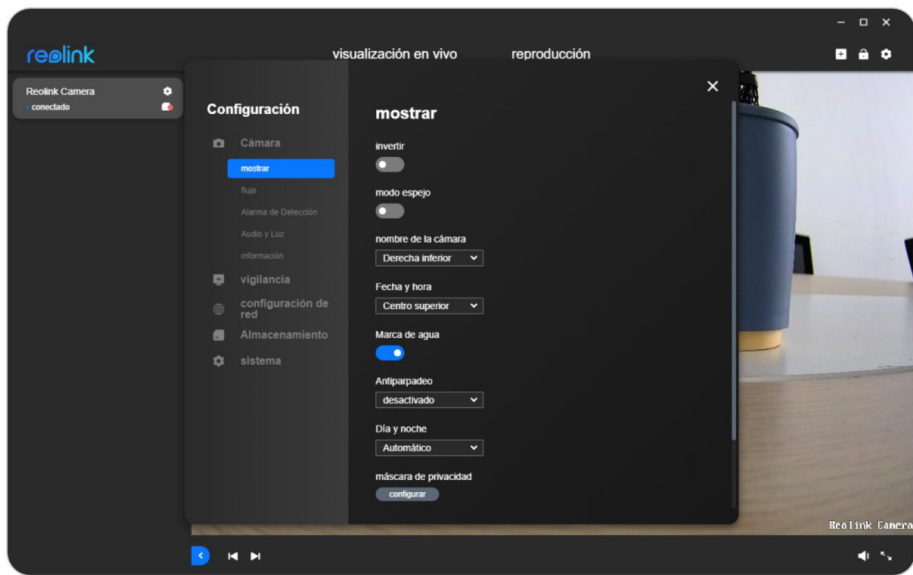 reolink
visualización en vivo
reproducción
Reolink Camera
conectado
Configuración
Cámara
mostrar
flujo
Alarma de Detección
Audio y Luz
información
vigilancia
configuración de
red
Almacenamiento
sistema
mostrar
invertir
modo espejo
nombre de la cámara
Derecha inferior
Fecha y hora
Centro superior
Marca de agua
Antiparpadeo
desactivado
Día y noche
Automático
máscara de privacidad
configurar
Reolink Camera